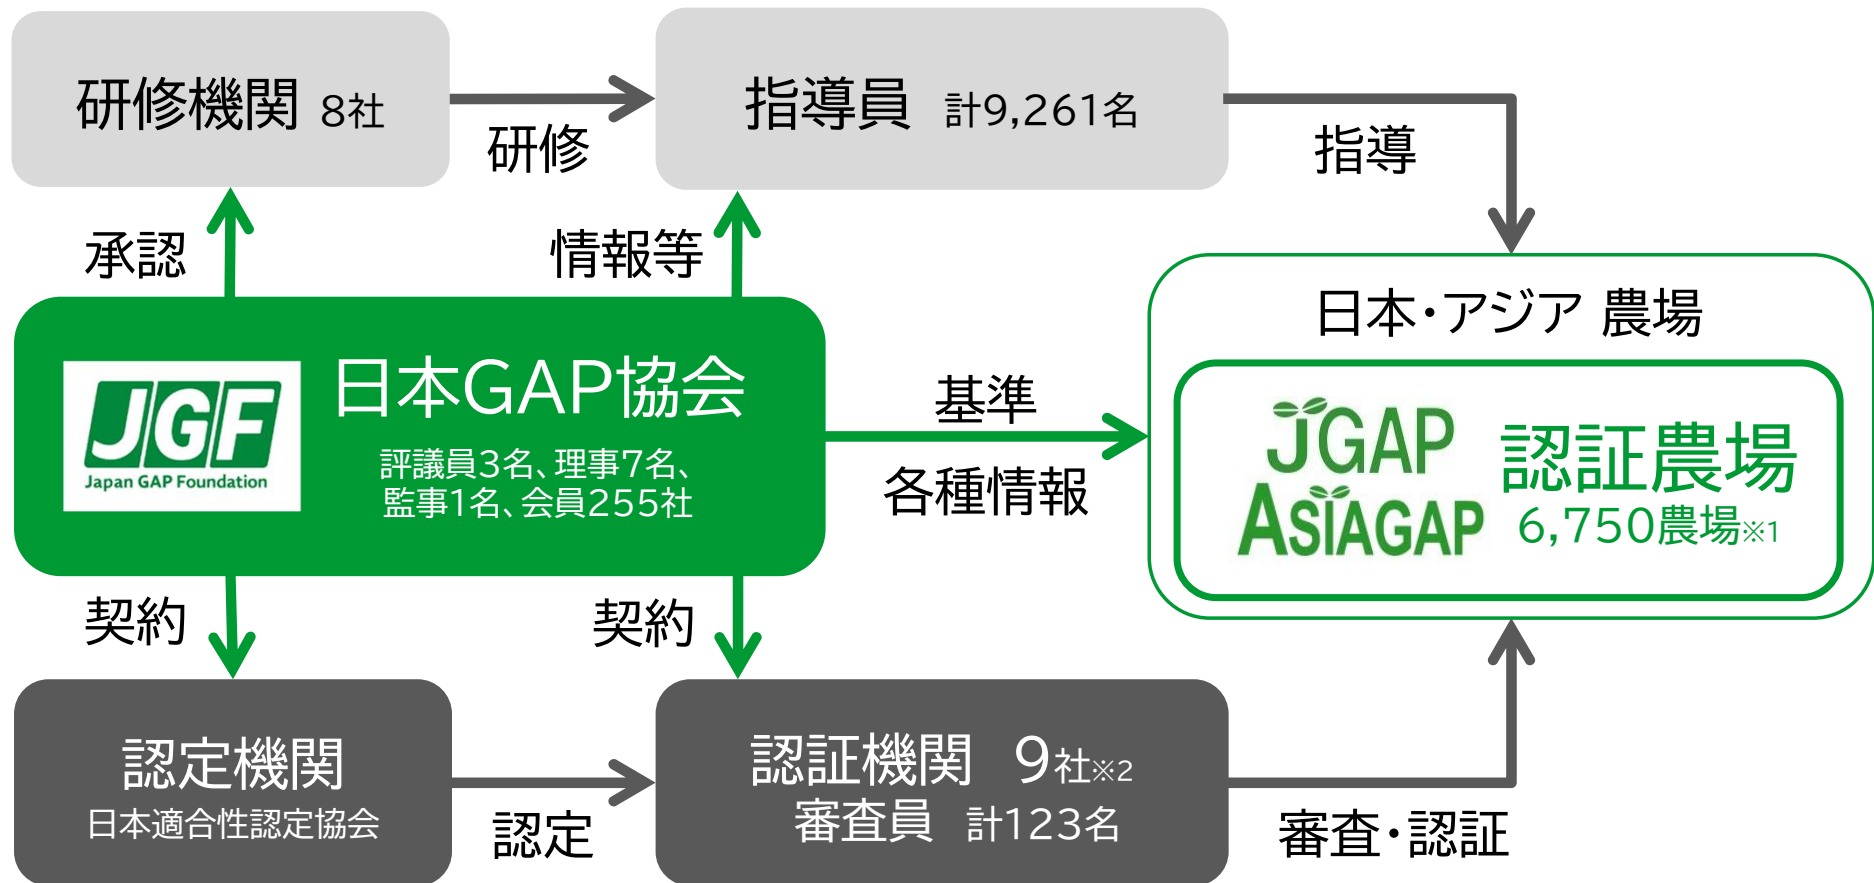 研修機関 8社
研修
指導員 計9,261名
指導
承認
情報等
日本・アジア 農場
JGF
Japan GAP Foundation
日本GAP協会
評議員3名、理事7名、
監事1名、会員255社
基準
各種情報
JGAP
ASIAGAP
認証農場
6,750農場※1
契約
契約
認定機関
日本適合性認定協会
認定
認証機関 9社※2
審査員 計123名
審査・認証